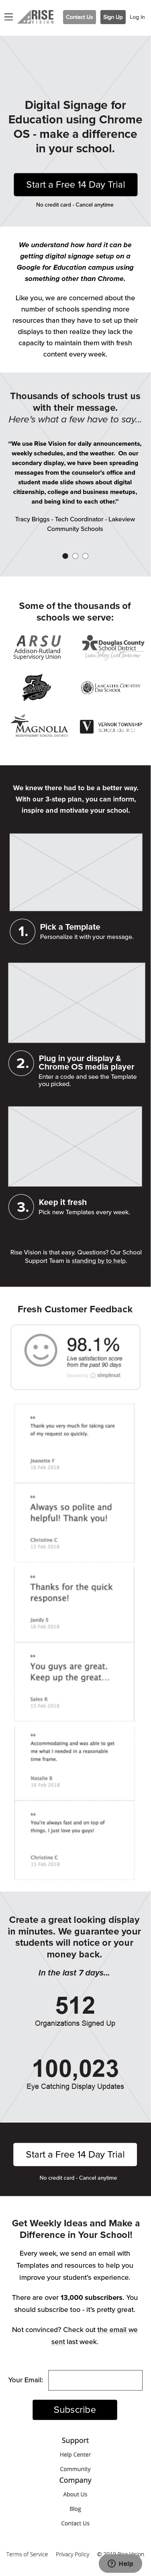 RISE VISION
Contact Us
Sign Up
Log In
Digital Signage for
Education using Chrome
OS - make a difference
in your school.
Start a Free 14 Day Trial
No credit card - Cancel anytime
We understand how hard it can be
getting digital signage setup on a
Google for Education campus using
something other than Chrome.
Like you, we are concerned about the
number of schools spending more
resources than they have to to set up their
displays to then realize they lack the
capacity to maintain them with fresh
content every week.
Thousands of schools trust us
with their message.
Here's what a few have to say...
"We use Rise Vision for daily announcements,
weekly schedules, and the weather. On our
secondary display, we have been spreading
messages from the counselor's office and
student made slide shows about digital
citizenship, college and business meetups,
and being kind to each other."
Tracy Briggs - Tech Coordinator - Lakeview
Community Schools
Some of the thousands of
schools we serve:
ARSU
Addison-Rutland
Supervisory Union
Douglas County
School District
LANCASTER COUNTRY
DAY SCHOOL
MAGNOLIA
INDEPENDENT SCHOOL DISTRICT
V VERNON TOWNSHIP
We knew there had to be a better way.
With our 3-step plan, you can inform,
inspire and motivate your school.
1. Pick a Template
Personalize it with your message.
2. Plug in your display &
Chrome OS media player
Enter a code and see the Template
you picked.
3. Keep it fresh
Pick new Templates every week.
Rise Vision is that easy. Questions? Our School
Support Team is standing by to help.
Fresh Customer Feedback
98.1%
Live satisfaction score
from the past 90 days
simplesat
Thank you very much for taking care
of my request so quickly.
Jeanette F
16 Feb 2018
Always so polite and
helpful! Thank you!
Christine C
15 Feb 2018
Thanks for the quick
response!
Jandy S
16 Feb 2018
You guys are great.
Keep up the great...
Sales R
15 Feb 2018
Accommodating and was able to get
me what I needed in a reasonable
time frame.
Natalie B
16 Feb 2018
You're always fast and on top of
things. I just love you guys!
Christine C
15 Feb 2018
Create a great looking display
in minutes. We guarantee your
students will notice or your
money back.
In the last 7 days...
512
Organizations Signed Up
100,023
Eye Catching Display Updates
Start a Free 14 Day Trial
No credit card - Cancel anytime
Get Weekly Ideas and Make a
Difference in Your School!
Every week, we send an email with
Templates and resources to help you
improve your student's experience.
There are over 13,000 subscribers. You
should subscribe too - it's pretty great.
Not convinced? Check out the email we
sent last week.
Your Email:
Subscribe
Support
Help Center
Community
Company
About Us
Blog
Contact Us
Terms of Service Privacy Policy © 2019 Rise Vision
Help